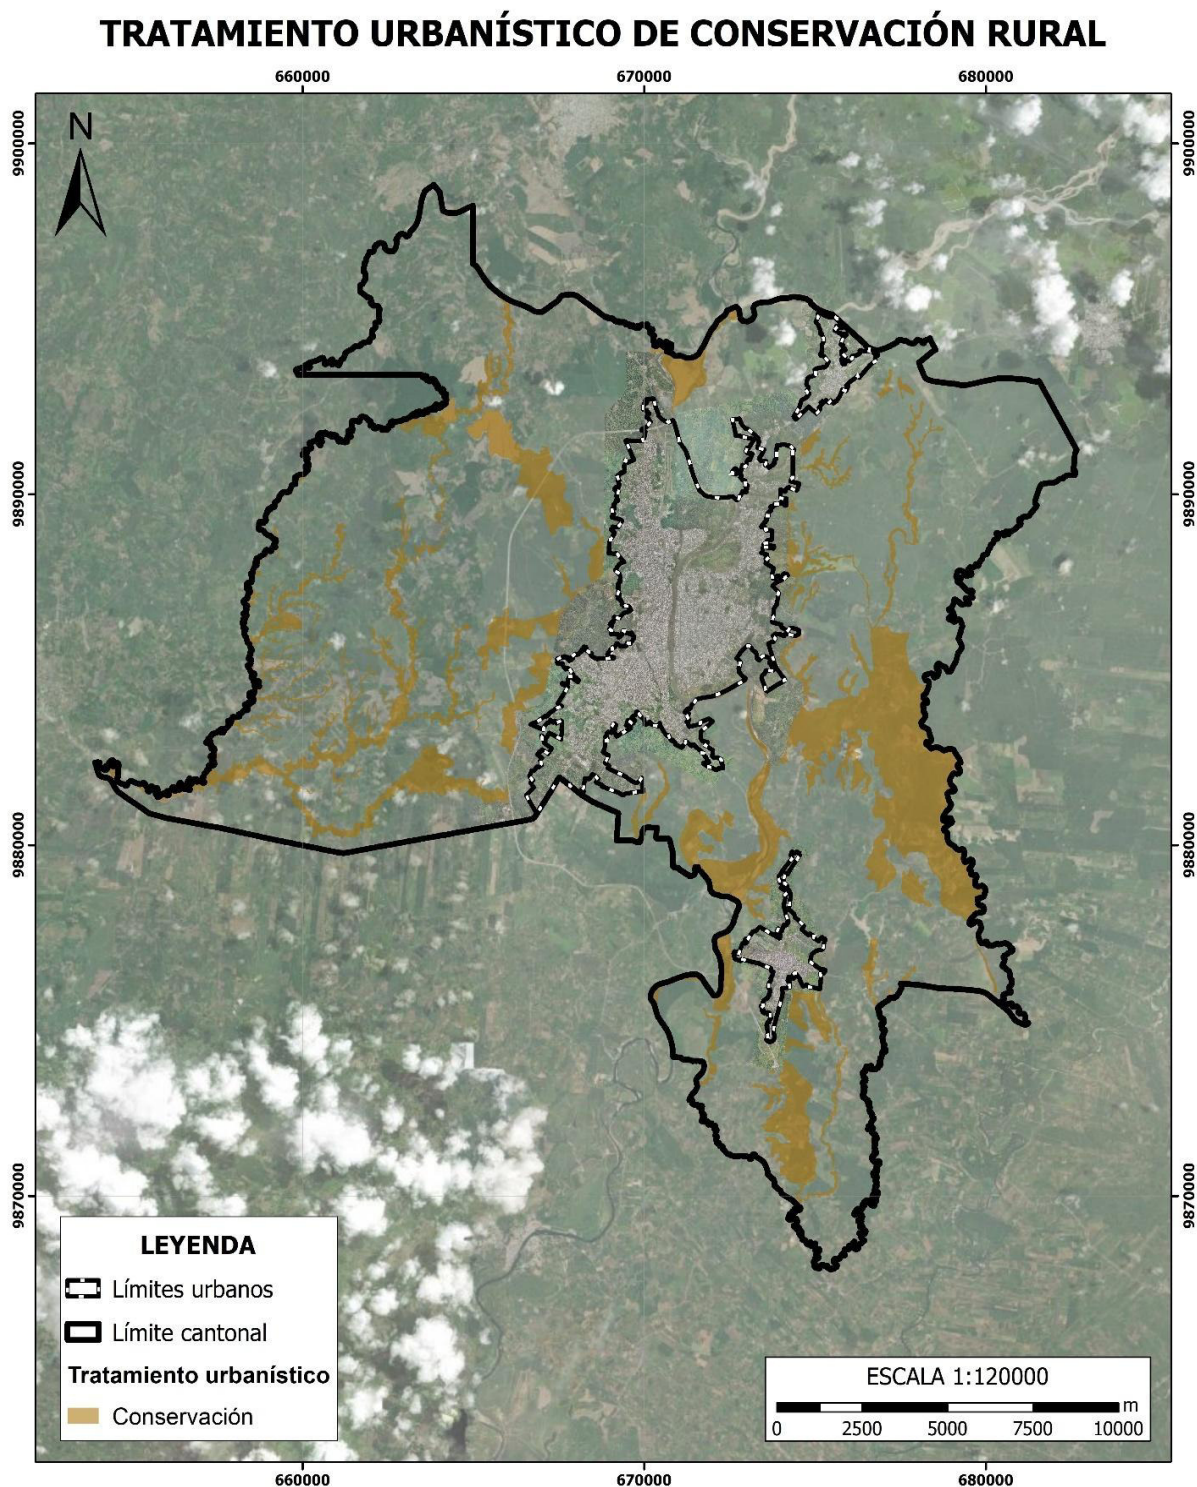 TRATAMIENTO URBANÍSTICO DE CONSERVACIÓN RURAL
660000 670000 680000
N
9900000 9900000
9890000 9890000
9880000 9880000
9870000 9870000
LEYENDA
Límites urbanos
Límite cantonal
Tratamiento urbanístico
Conservación
ESCALA 1:120000
m
0 2500 5000 7500 10000
660000 670000 680000